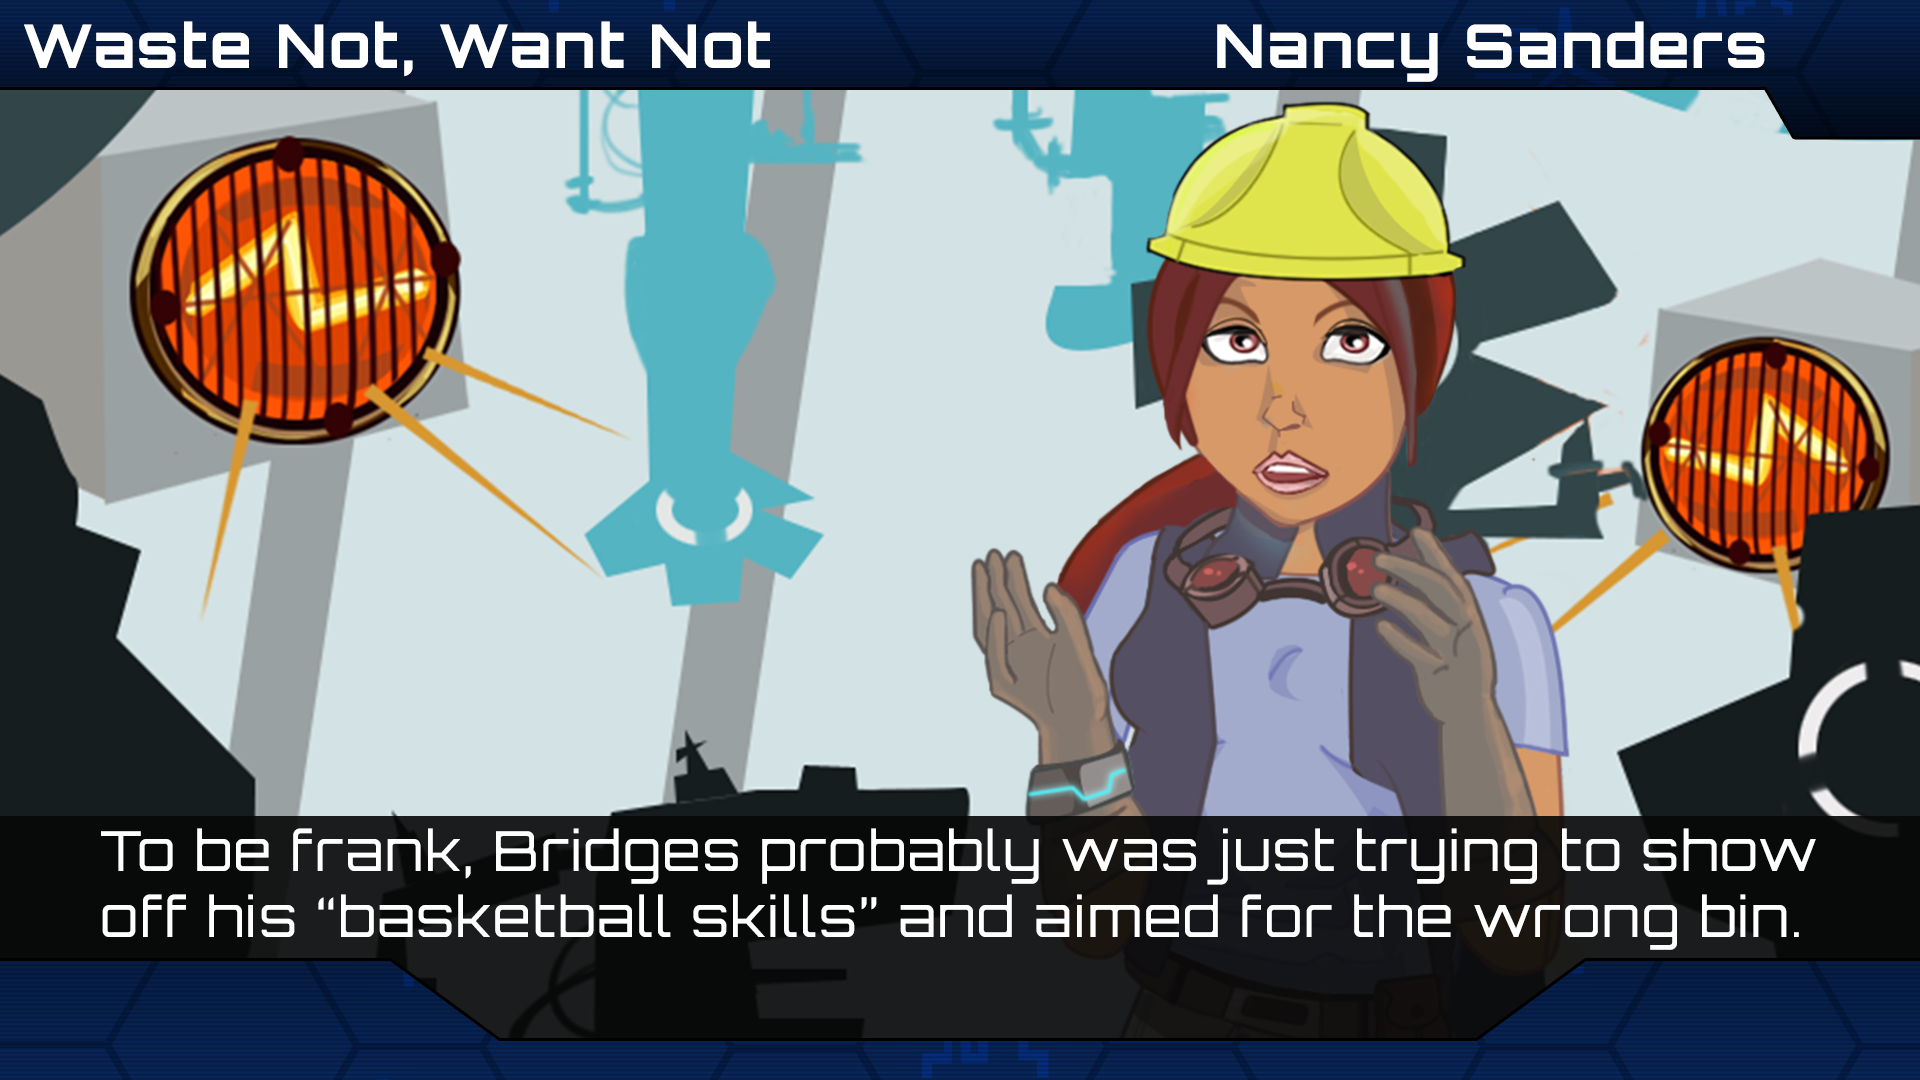 Waste Not, Want Not
Nancy Sanders
To be frank, Bridges probably was just trying to show
off his “basketball skills” and aimed for the wrong bin.